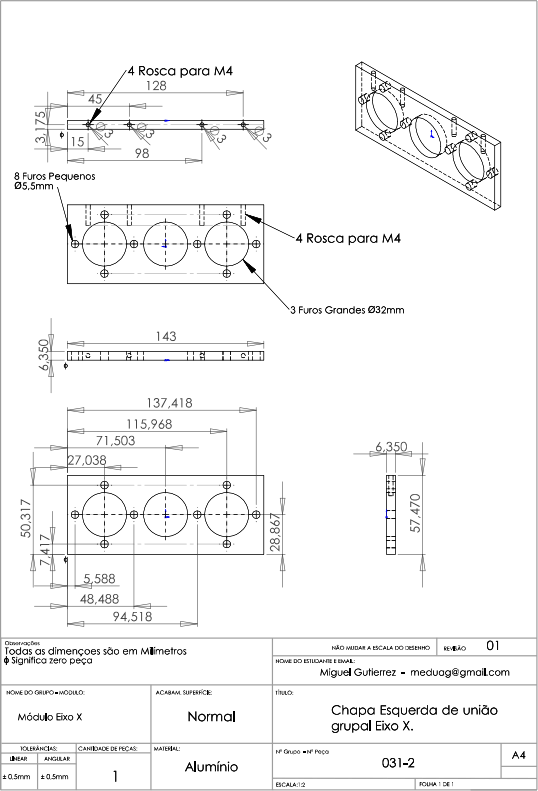 4 Rosca para M4
128
45
3,175
3
3
3
3
15
98
8 Furos Pequenos
Ø5,5mm
4 Rosca para M4
3 Furos Grandes Ø32mm
143
6,350
137,418
115,968
71,503
27,038
6,350
50,317
7,417
28,867
57,470
5,588
48,488
94,518
Observações
Todas as dimençoes são em Milimetros
ϕ Significa zero peça
NÃO MUDAR A ESCALA DO DESENHO
REVISÃO 01
NOME DO ESTUDANTE E EMAIL:
Miguel Gutierrez - meduag@gmail.com
NOME DO GRUPO - MÓDULO:
Módulo Eixo X
ACABAM. SUPERFÍCIE:
Normal
TÍTULO:
Chapa Esquerda de união
grupal Eixo X.
TOLERÂNCIAS:
LINEAR ANGULAR
± 0,5mm ± 0,5mm
CANTIDADE DE PEÇAS:
1
MATERIAL:
Alumínio
Nº Grupo - Nº Peça
031-2
A4
ESCALA:1:2
FOLHA 1 DE 1